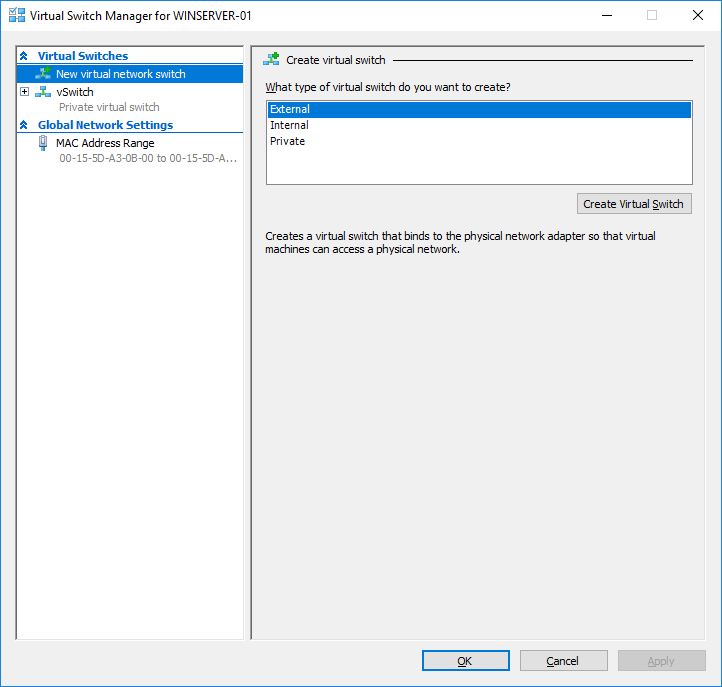 Virtual Switch Manager for WINSERVER-01
Virtual Switches
New virtual network switch
vSwitch
Private virtual switch
Global Network Settings
MAC Address Range
00-15-5D-A3-0B-00 to 00-15-5D-A...
Create virtual switch
What type of virtual switch do you want to create?
External
Internal
Private
Create Virtual Switch
Creates a virtual switch that binds to the physical network adapter so that virtual
machines can access a physical network.
OK
Cancel
Apply